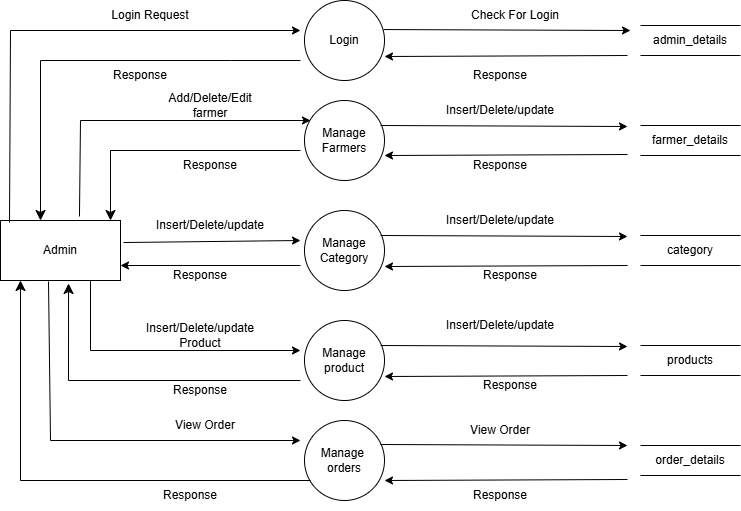 Login Request
Check For Login
Login
admin_details
Response
Response
Add/Delete/Edit
farmer
Insert/Delete/update
Manage
Farmers
farmer_details
Response
Response
Insert/Delete/update
Insert/Delete/update
Admin
Manage
Category
category
Response
Response
Insert/Delete/update
Product
Insert/Delete/update
Manage
product
products
Response
Response
View Order
View Order
Manage
orders
order_details
Response
Response